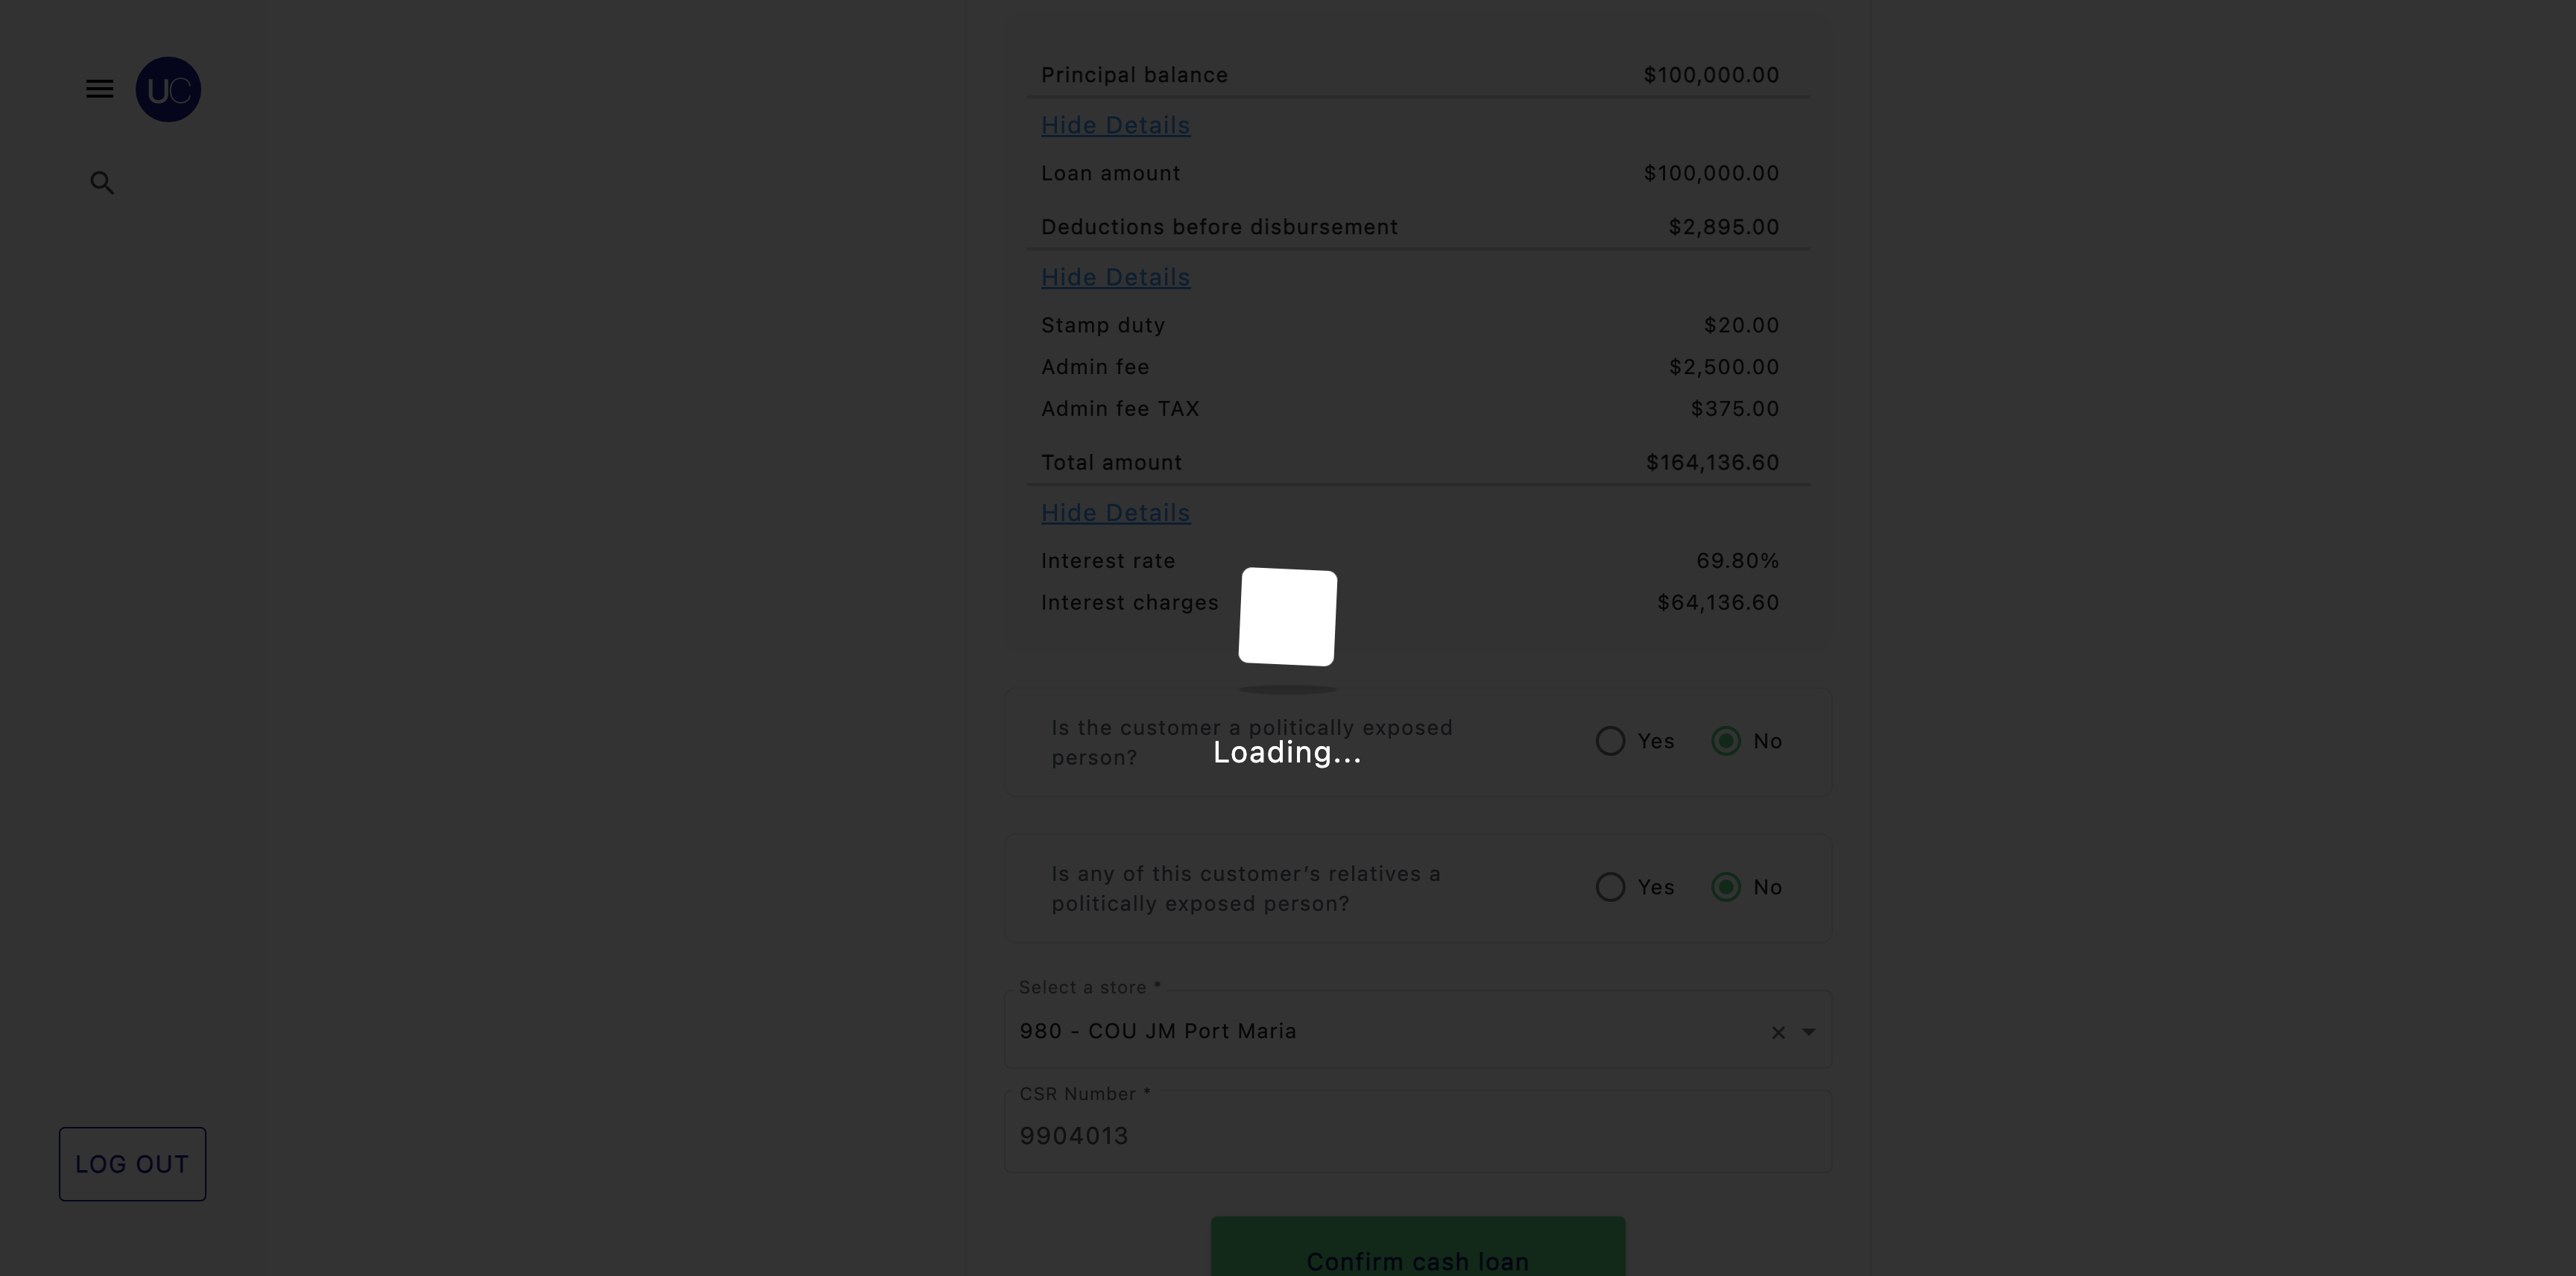 UC
Principal balance $100,000.00
Hide Details
Loan amount $100,000.00
Deductions before disbursement $2,895.00
Hide Details
Stamp duty $20.00
Admin fee $2,500.00
Admin fee TAX $375.00
Total amount $164,136.60
Hide Details
Interest rate 69.80%
Interest charges $64,136.60
Is the customer a politically exposed
person?
Yes No
Loading...
Is any of this customer’s relatives a
politically exposed person?
Yes No
Select a store *
980 - COU JM Port Maria
CSR Number *
9904013
LOG OUT
Confirm cash loan